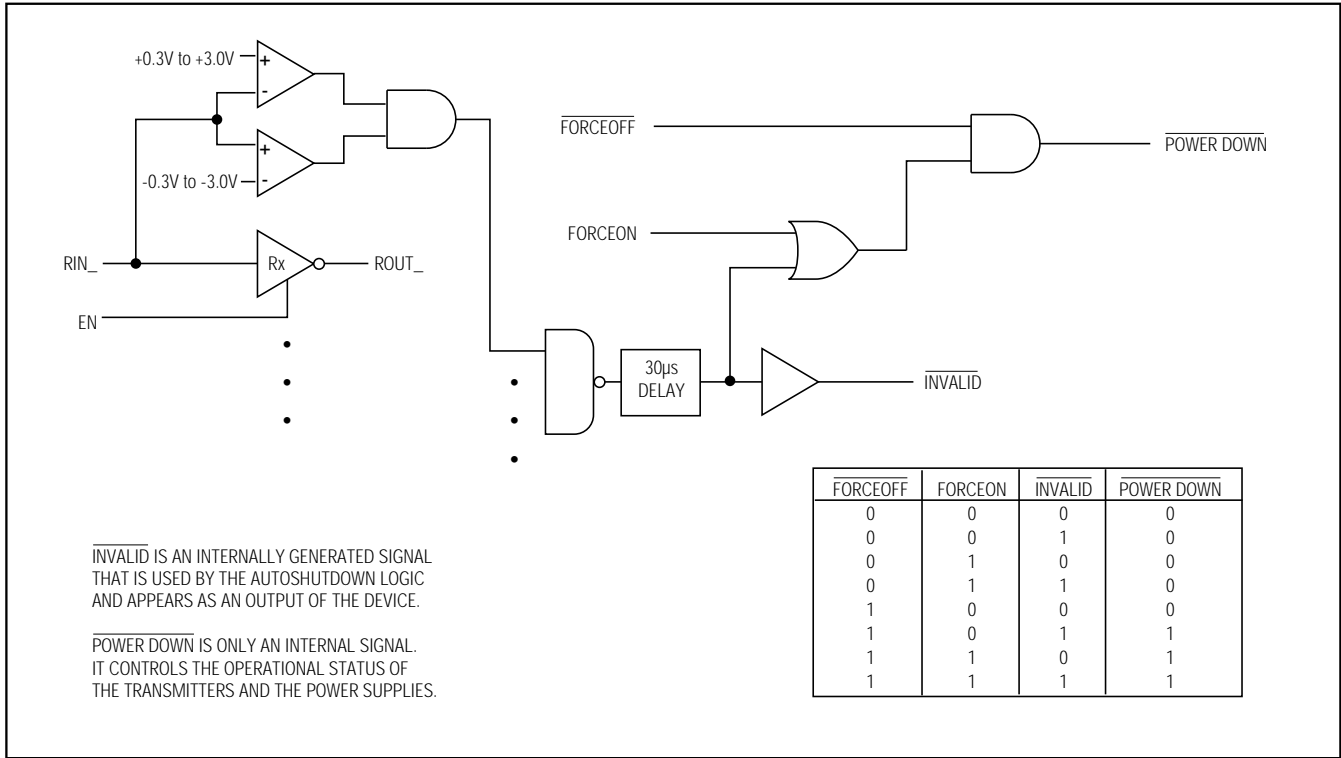 +0.3V to +3.0V
+
-
+
-
-0.3V to -3.0V
RIN_
Rx
ROUT_
EN
FORCEOFF
POWER DOWN
FORCEON
30µs
DELAY
INVALID
INVALID IS AN INTERNALLY GENERATED SIGNAL
THAT IS USED BY THE AUTOSHUTDOWN LOGIC
AND APPEARS AS AN OUTPUT OF THE DEVICE.
POWER DOWN IS ONLY AN INTERNAL SIGNAL.
IT CONTROLS THE OPERATIONAL STATUS OF
THE TRANSMITTERS AND THE POWER SUPPLIES.
FORCEOFF FORCEON INVALID POWER DOWN
0 0 0 0
0 0 1 0
0 1 0 0
0 1 1 0
1 0 0 0
1 0 1 1
1 1 0 1
1 1 1 1